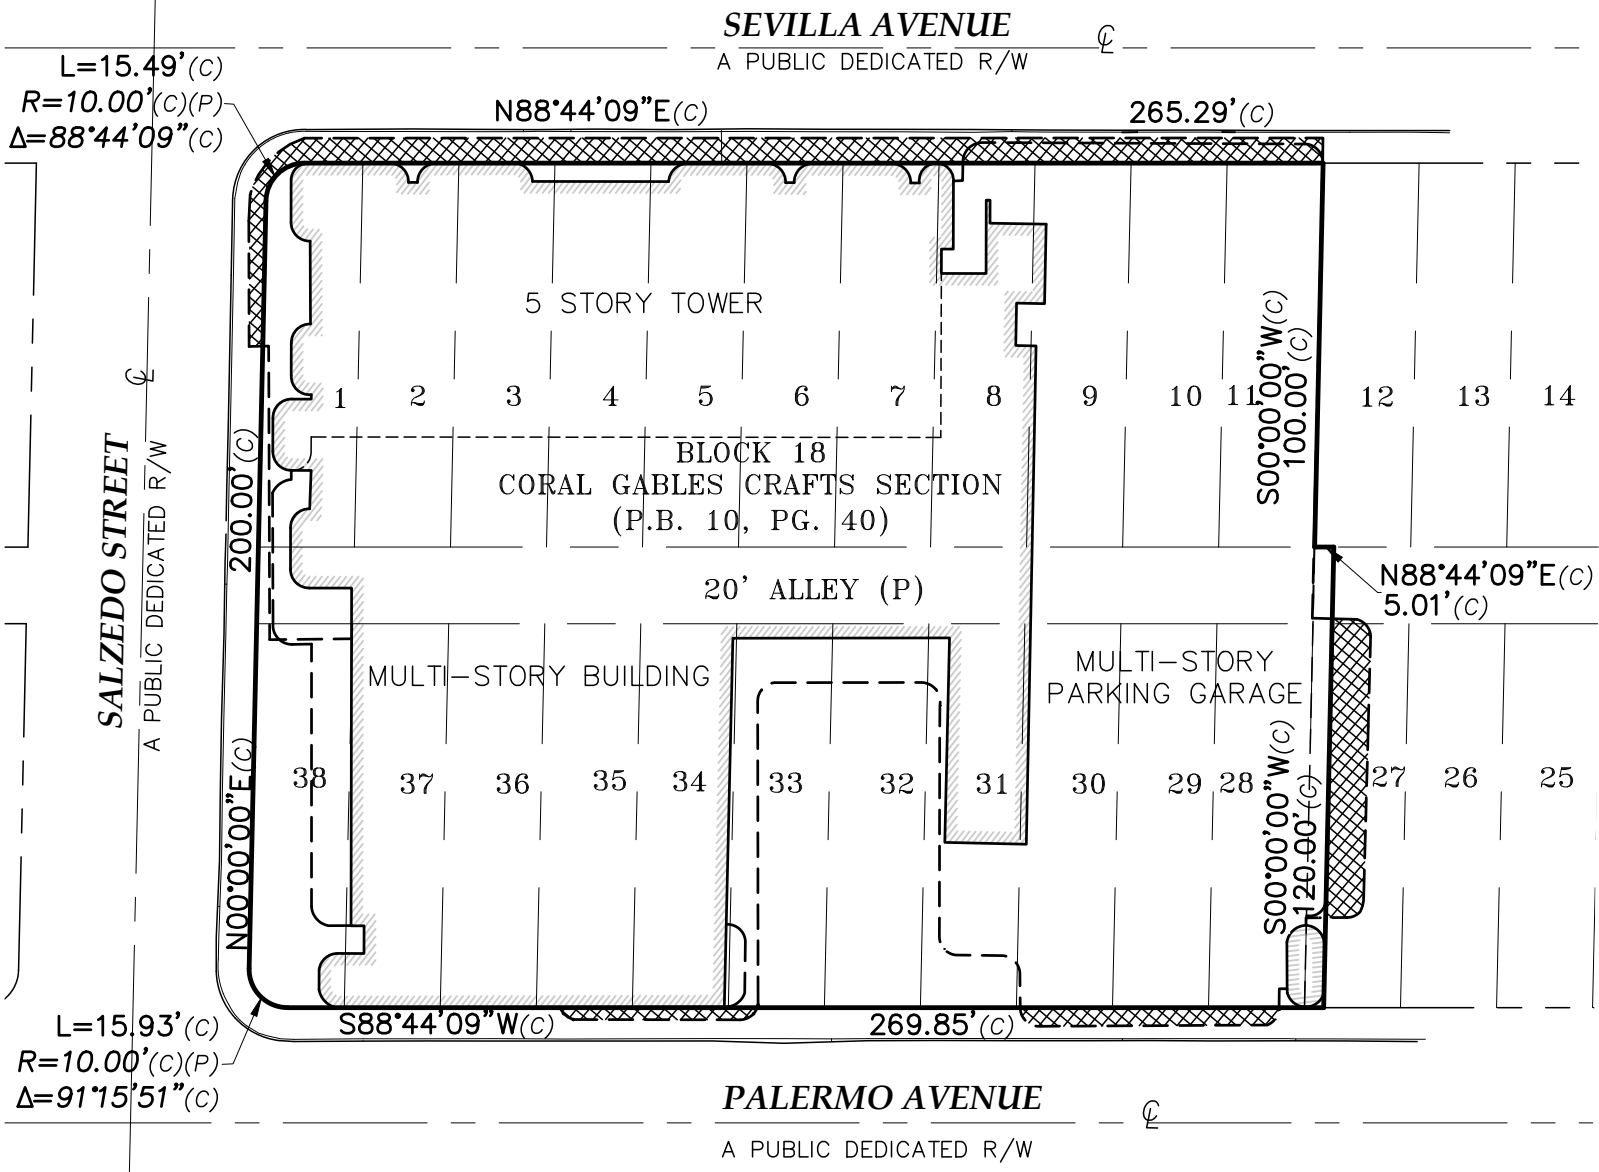 SEVILLA AVENUE
A PUBLIC DEDICATED R/W
L=15.49'(C)
R=10.00'(C)(P)
Δ=88°44'09"(C)
N88°44'09"E(C)
265.29'(C)
5 STORY TOWER
1 2 3 4 5 6 7 8 9 10 11 12 13 14
S00°00'00"W(C)
100.00'(C)
BLOCK 18
CORAL GABLES CRAFTS SECTION
(P.B. 10, PG. 40)
SALZEDO STREET
A PUBLIC DEDICATED R/W
200.00'(C)
N00°00'00"E(C)
20' ALLEY (P)
N88°44'09"E(C)
5.01'(C)
MULTI-STORY BUILDING
MULTI-STORY
PARKING GARAGE
38 37 36 35 34 33 32 31 30 29 28 27 26 25
S00°00'00"W(C)
120.00'(C)
L=15.93'(C)
R=10.00'(C)(P)
Δ=91°15'51"(C)
S88°44'09"W(C)
269.85'(C)
PALERMO AVENUE
A PUBLIC DEDICATED R/W